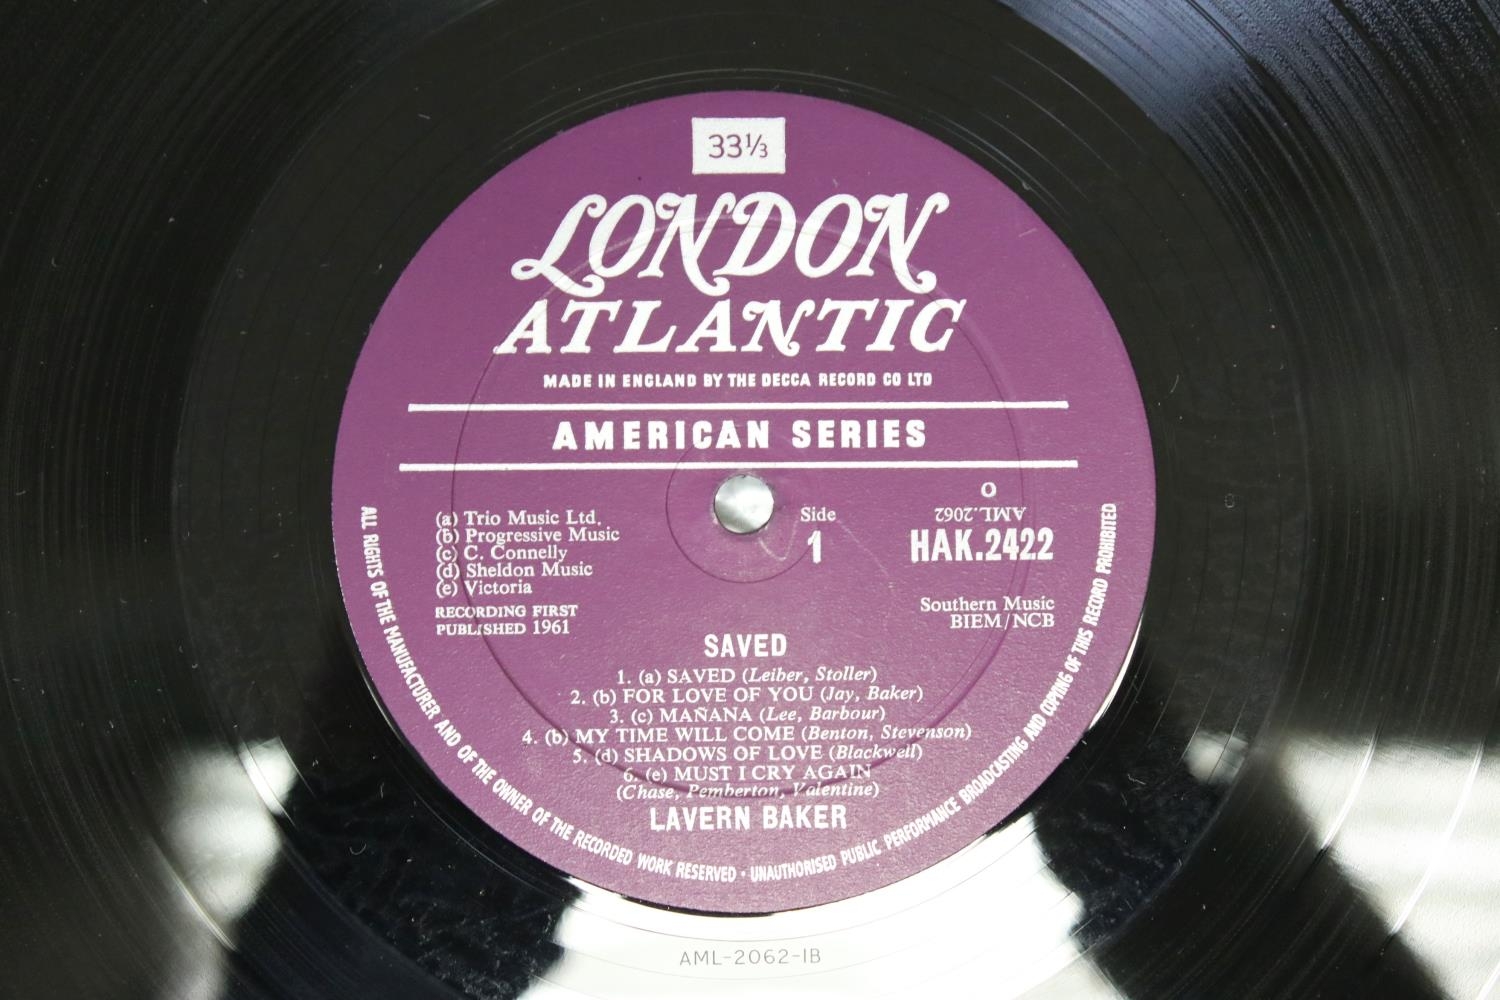 33⅓
LONDON
ATLANTIC
MADE IN ENGLAND BY THE DECCA RECORD CO LTD
AMERICAN SERIES
(a) Trio Music Ltd.
(b) Progressive Music
(c) C. Connelly
(d) Sheldon Music
(e) Victoria
RECORDING FIRST
PUBLISHED 1961
Side
1
O
AML.2062
HAK.2422
Southern Music
BIEM/NCB
SAVED
1. (a) SAVED (Leiber, Stoller)
2. (b) FOR LOVE OF YOU (Jay, Baker)
3. (c) MAÑANA (Lee, Barbour)
4. (b) MY TIME WILL COME (Benton, Stevenson)
5. (d) SHADOWS OF LOVE (Blackwell)
6. (e) MUST I CRY AGAIN
(Chase, Pemberton, Valentine)
LAVERN BAKER
ALL RIGHTS OF THE MANUFACTURER AND OF THE OWNER OF THE RECORDED WORK RESERVED · UNAUTHORISED PUBLIC PERFORMANCE BROADCASTING AND COPYING OF THIS RECORD PROHIBITED
AML-2062-1B